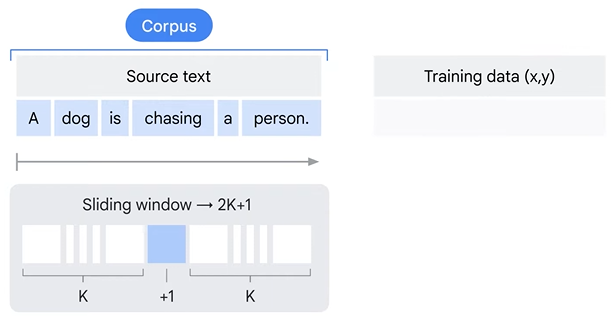 Corpus
Source text
Training data (x,y)
A dog is chasing a person.
Sliding window → 2K+1
K +1 K